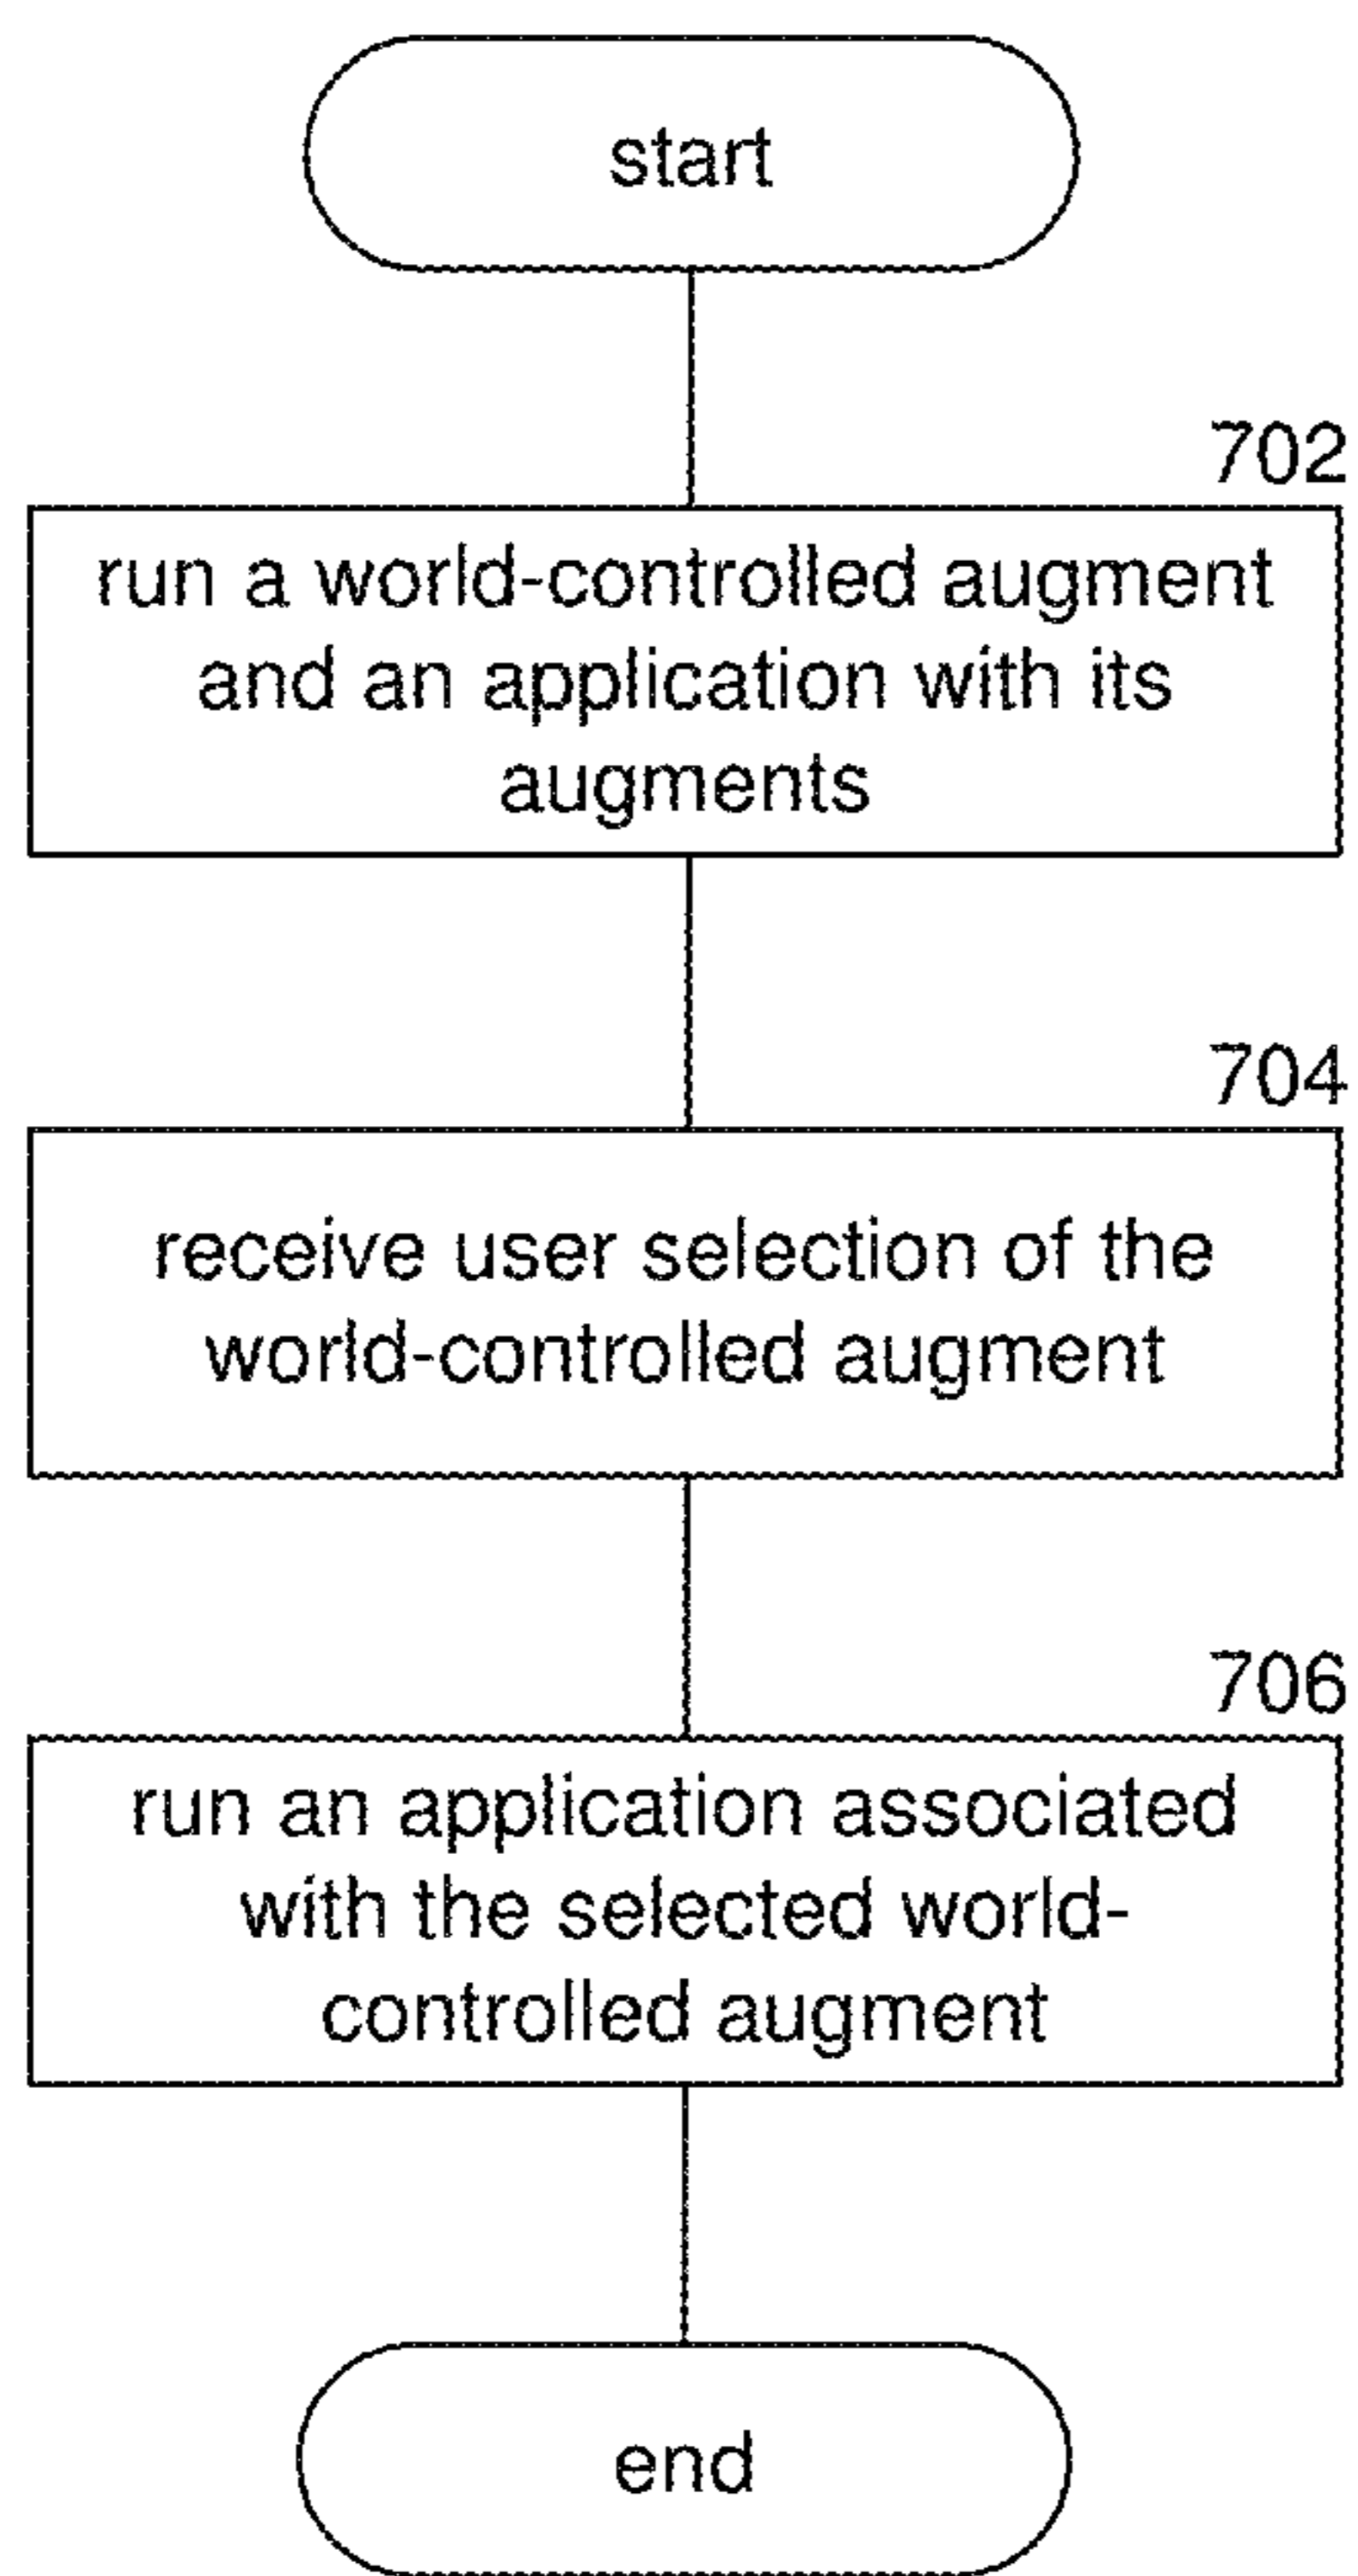 start
702
run a world-controlled augment
and an application with its
augments
704
receive user selection of the
world-controlled augment
706
run an application associated
with the selected world-
controlled augment
end